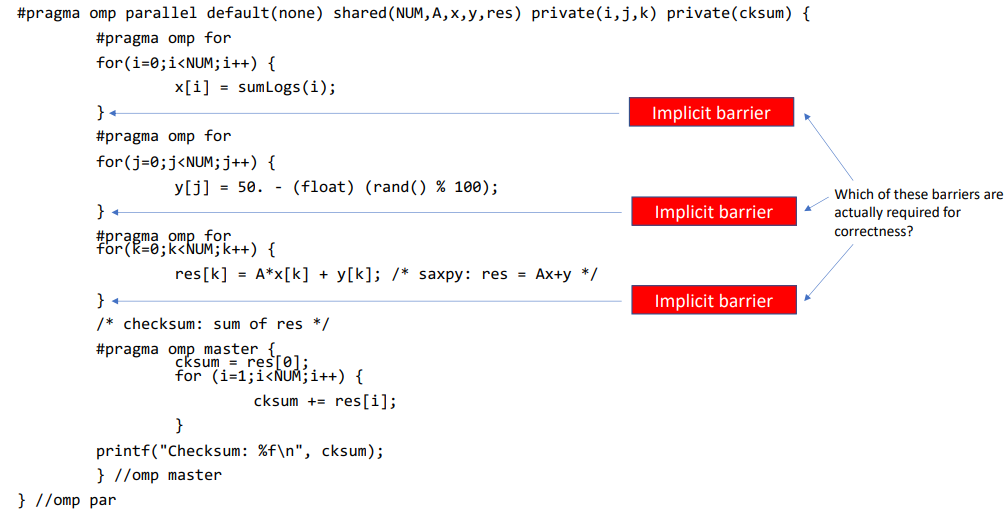 #pragma omp parallel default(none) shared(NUM,A,x,y,res) private(i,j,k) private(cksum) {
#pragma omp for
for(i=0;i<NUM;i++) {
x[i] = sumLogs(i);
}
Implicit barrier
#pragma omp for
for(j=0;j<NUM;j++) {
y[j] = 50. - (float) (rand() % 100);
}
Implicit barrier
Which of these barriers are
actually required for
correctness?
#pragma omp for
for(k=0;k<NUM;k++) {
res[k] = A*x[k] + y[k]; /* saxpy: res = Ax+y */
}
Implicit barrier
/* checksum: sum of res */
#pragma omp master {
cksum = res[0];
for (i=1;i<NUM;i++) {
cksum += res[i];
}
printf("Checksum: %f\n", cksum);
} //omp master
} //omp par